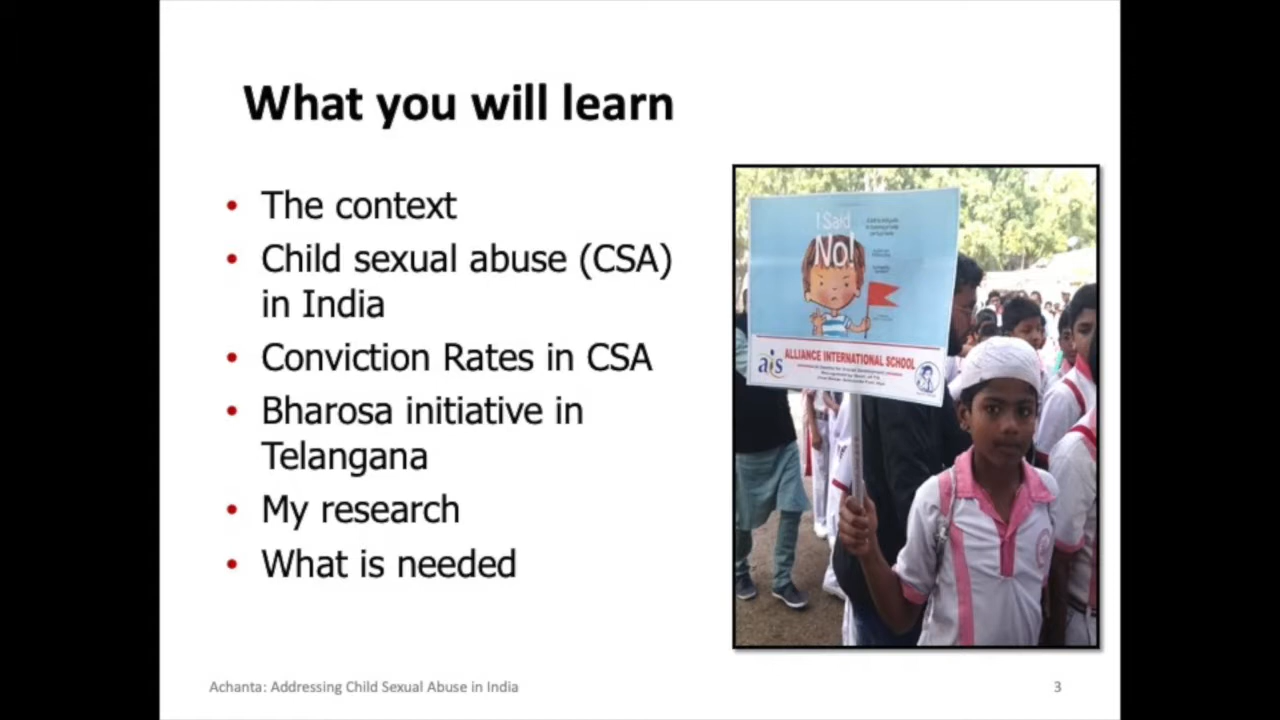 What you will learn
• The context
• Child sexual abuse (CSA)
in India
• Conviction Rates in CSA
• Bharosa initiative in
Telangana
• My research
• What is needed
I Said
No!
ais
ALLIANCE INTERNATIONAL SCHOOL
Achanta: Addressing Child Sexual Abuse in India
3